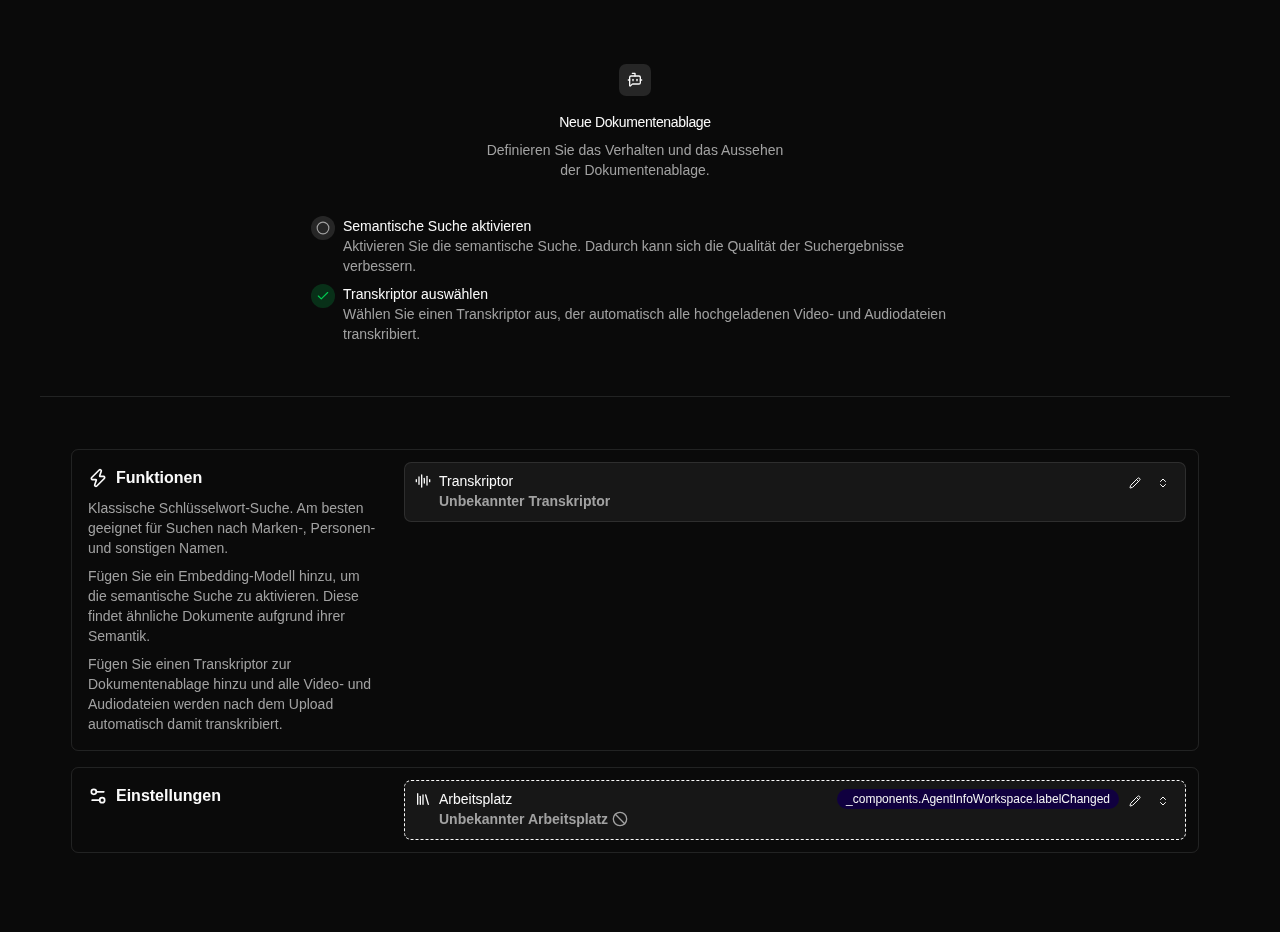 Neue Dokumentenablage
Definieren Sie das Verhalten und das Aussehen
der Dokumentenablage.
Semantische Suche aktivieren
Aktivieren Sie die semantische Suche. Dadurch kann sich die Qualität der Suchergebnisse
verbessern.
Transkriptor auswählen
Wählen Sie einen Transkriptor aus, der automatisch alle hochgeladenen Video- und Audiodateien
transkribiert.
Funktionen
Klassische Schlüsselwort-Suche. Am besten
geeignet für Suchen nach Marken-, Personen-
und sonstigen Namen.
Fügen Sie ein Embedding-Modell hinzu, um
die semantische Suche zu aktivieren. Diese
findet ähnliche Dokumente aufgrund ihrer
Semantik.
Fügen Sie einen Transkriptor zur
Dokumentenablage hinzu und alle Video- und
Audiodateien werden nach dem Upload
automatisch damit transkribiert.
Transkriptor
Unbekannter Transkriptor
Einstellungen
Arbeitsplatz
_components.AgentInfoWorkspace.labelChanged
Unbekannter Arbeitsplatz